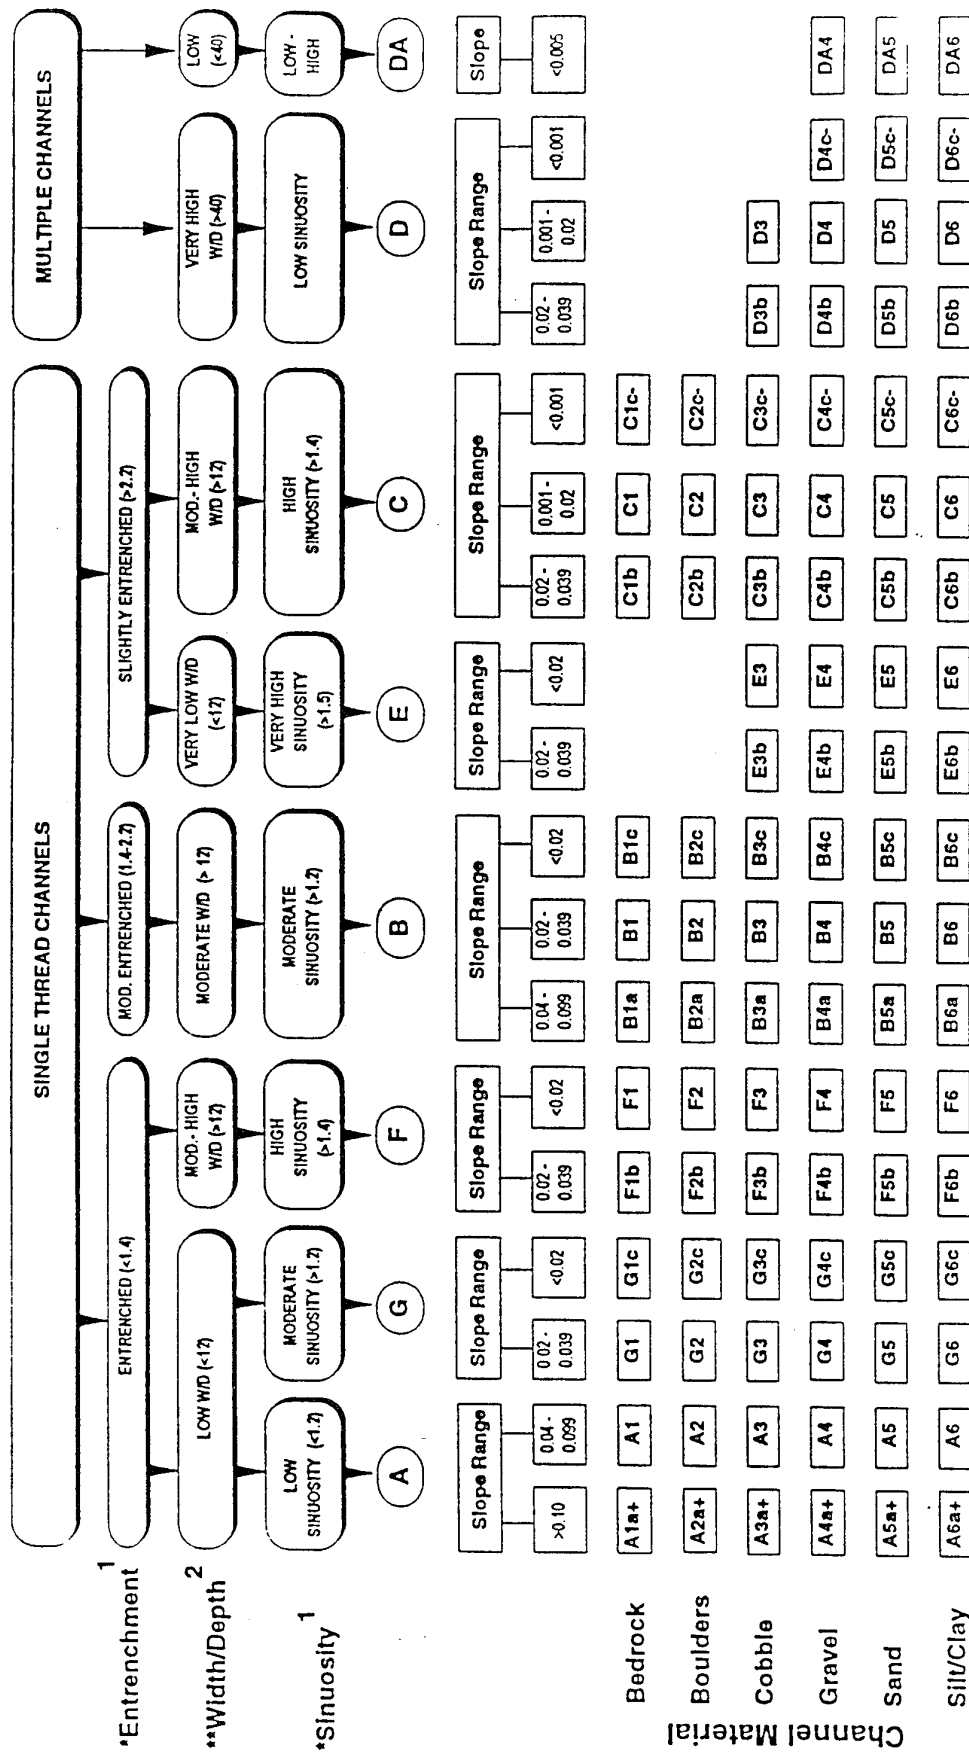 SINGLE THREAD CHANNELS
MULTIPLE CHANNELS
*Entrenchment 1
ENTRENCHED (<1.4)
MOD. ENTRENCHED (1.4-2.2)
SLIGHTLY ENTRENCHED (>2.2)
**Width/Depth 2
LOW W/D (<12)
MOD.- HIGH
W/D (>12)
MODERATE W/D (> 12)
VERY LOW W/D
(<12)
MOD.- HIGH
W/D (>12)
VERY HIGH
W/D (>40)
LOW
(<40)
*Sinuosity 1
LOW
SINUOSITY (<1.2)
MODERATE
SINUOSITY (>1.2)
HIGH
SINUOSITY
(>1.4)
MODERATE
SINUOSITY (>1.2)
VERY HIGH
SINUOSITY
(>1.5)
HIGH
SINUOSITY (>1.4)
LOW SINUOSITY
LOW -
HIGH
A G F B E C D DA
Slope Range Slope Range Slope Range Slope Range Slope Range Slope Range Slope Range Slope
>0.10
0.04 -
0.099
0.02 -
0.039
<0.02
0.02 -
0.039
<0.02
0.04 -
0.099
0.02 -
0.039
<0.02
0.02 -
0.039
<0.02
0.02 -
0.039
0.001 -
0.02
<0.001
0.02 -
0.039
0.001 -
0.02
<0.001
<0.005
Channel Material
Bedrock A1a+ A1 G1 G1c F1b F1 B1a B1 B1c C1b C1 C1c-
Boulders A2a+ A2 G2 G2c F2b F2 B2a B2 B2c C2b C2 C2c-
Cobble A3a+ A3 G3 G3c F3b F3 B3a B3 B3c E3b E3 C3b C3 C3c- D3b D3
Gravel A4a+ A4 G4 G4c F4b F4 B4a B4 B4c E4b E4 C4b C4 C4c- D4b D4 D4c- DA4
Sand A5a+ A5 G5 G5c F5b F5 B5a B5 B5c E5b E5 C5b C5 C5c- D5b D5 D5c- DA5
Silt/Clay A6a+ A6 G6 G6c F6b F6 B6a B6 B6c E6b E6 C6b C6 C6c- D6b D6 D6c- DA6